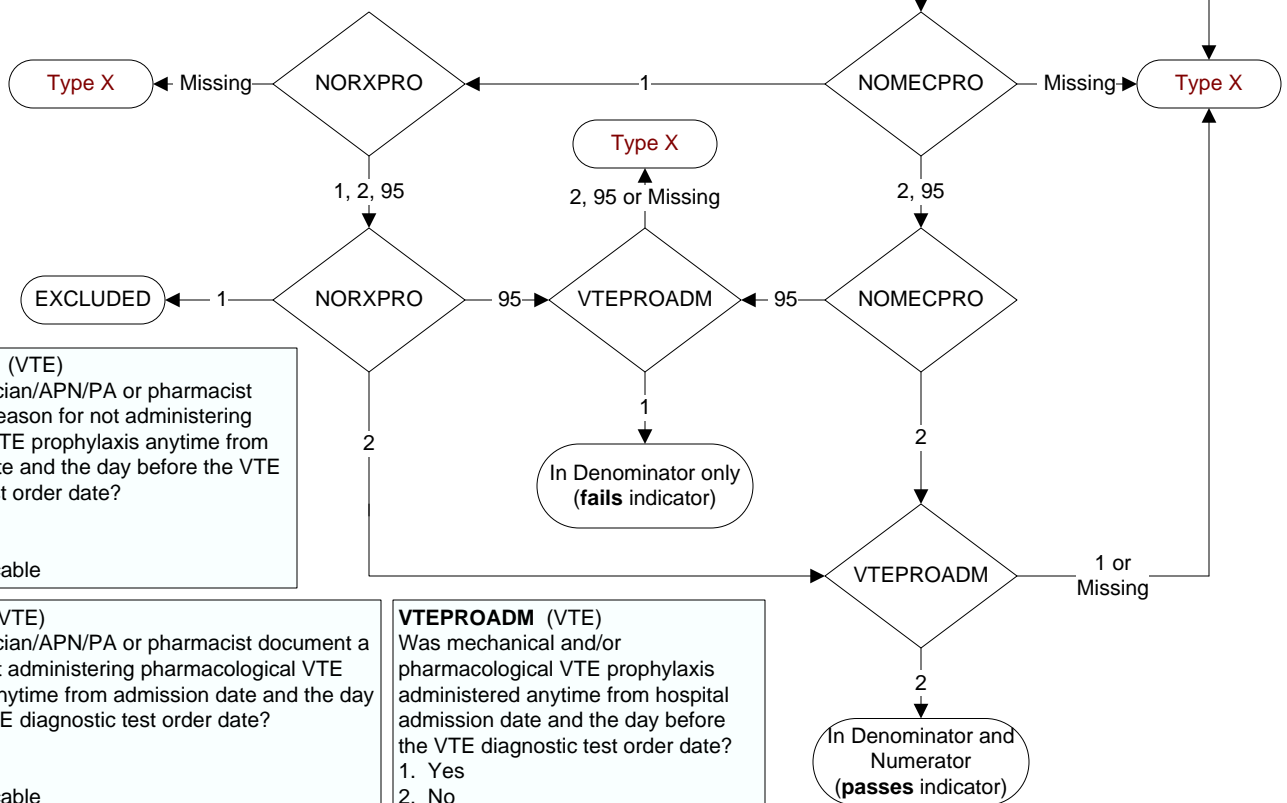 Type X
Missing
NORXPRO
1
NOMECPRO
Missing
Type X
Type X
1, 2, 95
2, 95 or Missing
2, 95
EXCLUDED
1
NORXPRO
95
VTEPROADM
95
NOMECPRO
(VTE)
cian/APN/PA or pharmacist
eason for not administering
TE prophylaxis anytime from
te and the day before the VTE
st order date?
cable
2
1
2
In Denominator only
(fails indicator)
VTEPROADM
1 or
Missing
VTE)
cian/APN/PA or pharmacist document a
t administering pharmacological VTE
nytime from admission date and the day
E diagnostic test order date?
cable
VTEPROADM (VTE)
Was mechanical and/or
pharmacological VTE prophylaxis
administered anytime from hospital
admission date and the day before
the VTE diagnostic test order date?
1. Yes
2. No
2
In Denominator and
Numerator
(passes indicator)